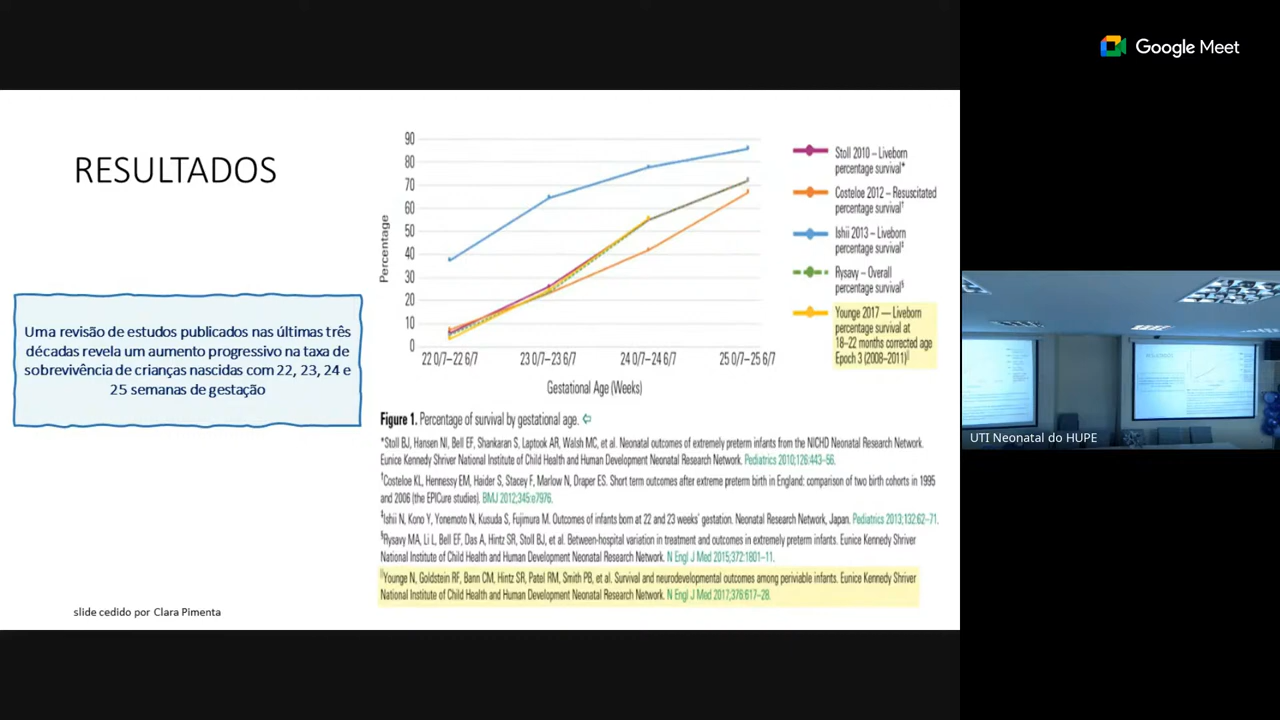 Google Meet
RESULTADOS
Uma revisão de estudos publicados nas últimas três
décadas revela um aumento progressivo na taxa de
sobrevivência de crianças nascidas com 22, 23, 24 e
25 semanas de gestação
slide cedido por Clara Pimenta
90
80
70
60
50
40
30
20
10
0
Percentage
22 0/7–22 6/7
23 0/7–23 6/7
24 0/7–24 6/7
25 0/7–25 6/7
Gestational Age (Weeks)
Stoll 2010 – Liveborn
percentage survival*
Costeloe 2012 – Resuscitated
percentage survival†
Ishii 2013 – Liveborn
percentage survival‡
Rysavy – Overall
percentage survival§
Younge 2017 — Liveborn
percentage survival at
18–22 months corrected age
Epoch 3 (2008–2011)||
Figure 1. Percentage of survival by gestational age.
*Stoll BJ, Hansen NI, Bell EF, Shankaran S, Laptook AR, Walsh MC, et al. Neonatal outcomes of extremely preterm infants from the NICHD Neonatal Research Network.
Eunice Kennedy Shriver National Institute of Child Health and Human Development Neonatal Research Network. Pediatrics 2010;126:443–56.
†Costeloe KL, Hennessy EM, Haider S, Stacey F, Marlow N, Draper ES. Short term outcomes after extreme preterm birth in England: comparison of two birth cohorts in 1995
and 2006 (the EPICure studies). BMJ 2012;345:e7976.
‡Ishii N, Kono Y, Yonemoto N, Kusuda S, Fujimura M. Outcomes of infants born at 22 and 23 weeks' gestation. Neonatal Research Network, Japan. Pediatrics 2013;132:62–71.
§Rysavy MA, Li L, Bell EF, Das A, Hintz SR, Stoll BJ, et al. Between-hospital variation in treatment and outcomes in extremely preterm infants. Eunice Kennedy Shriver
National Institute of Child Health and Human Development Neonatal Research Network. N Engl J Med 2015;372:1801–11.
||Younge N, Goldstein RF, Bann CM, Hintz SR, Patel RM, Smith PB, et al. Survival and neurodevelopmental outcomes among periviable infants. Eunice Kennedy Shriver
National Institute of Child Health and Human Development Neonatal Research Network. N Engl J Med 2017;376:617–28.
UTI Neonatal do HUPE